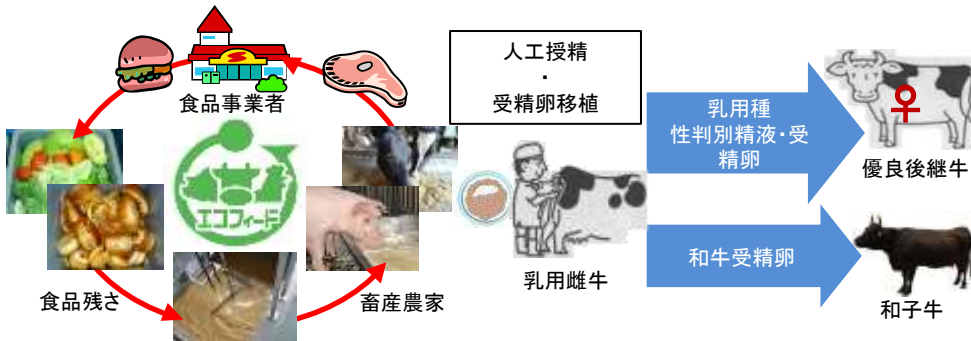 食品事業者
エコフィード
食品残さ
畜産農家
人工授精
・
受精卵移植
乳用雌牛
乳用種
性判別精液・受
精卵
優良後継牛
和牛受精卵
和子牛